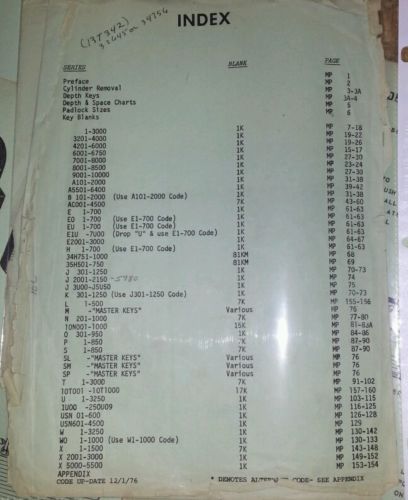 (13T342)
INDEX
SERIES BLANK PAGE
Preface MP 1
Cylinder Removal MP 2
Depth Keys MP 3-3A
Depth & Space Charts MP 3A-4
Padlock Sizes MP 5
Key Blanks MP 6
1-3000 1K MP 7-18
3201-4000 1K MP 19-22
4201-6000 1K MP 19-26
6001-6750 1K MP 15-17
7001-8000 1K MP 27-30
8001-8500 1K MP 23-24
9001-10000 1K MP 27-30
A101-2000 1K MP 31-38
A5501-6400 1K MP 39-42
B 101-2000 (Use A101-2000 Code) 1K MP 31-38
AC001-4500 7K MP 43-60
E 1-700 1K MP 61-63
EO 1-700 (Use E1-700 Code) 1K MP 61-63
EU 1-700 (Use E1-700 Code) 1K MP 61-63
E1U -7U00 (Drop "U" & use E1-700 Code) 1K MP 61-63
E2001-3000 1K MP 64-67
H 1-700 (Use E1-700 Code) 1K MP 61-63
34H751-1000 81KM MP 68
35H501-750 81KM MP 69
J 301-1250 1K MP 70-73
J 2001-2150 1K MP 74
J 3U00-J5U50 1K MP 75
K 301-1250 (Use J301-1250 Code) 1K MP 70-73
L 1-500 7K MP 155-156
M -"MASTER KEYS" Various MP 76
N 201-1000 7K MP 77-80
10N001-1000 15K MP 81-83A
O 301-950 1K MP 84-86
P 1-850 7K MP 87-90
S 1-850 7K MP 87-90
SL -"MASTER KEYS" Various MP 76
SM -"MASTER KEYS" Various MP 76
SP -"MASTER KEYS" Various MP 76
T 1-3000 7K MP 91-102
10T001 -10T1000 17K MP 157-160
U 1-3250 1K MP 103-115
1U00 -250U09 1K MP 116-125
USN 01-600 1K MP 126-128
USN601-4500 1K MP 129
W 1-3250 1K MP 130-142
WO 1-1000 (Use W1-1000 Code) 1K MP 130-133
X 1-1500 7K MP 143-148
X 2001-3000 1K MP 149-152
X 5000-5500 1K MP 153-154
APPENDIX
CODE UP-DATE 12/1/76 * DENOTES CODE- SEE APPENDIX